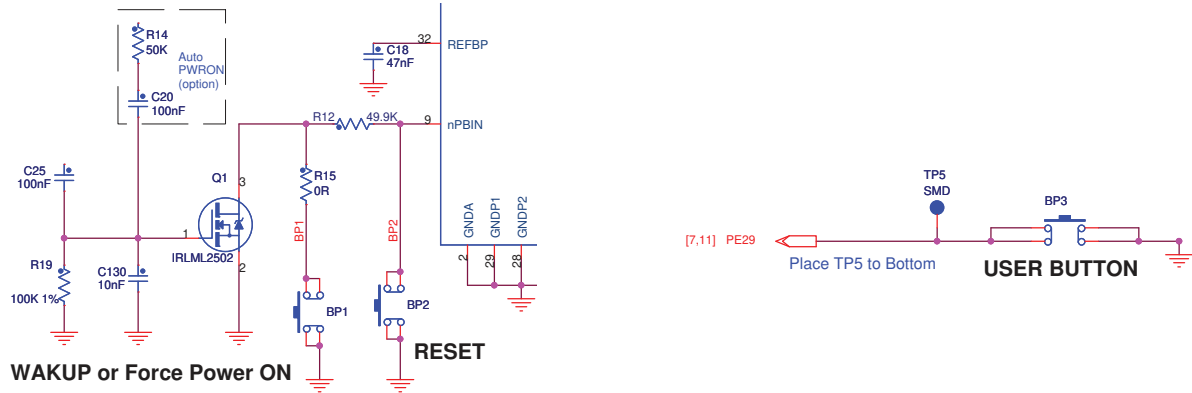 R14
50K
Auto
PWRON
(option)
C20
100nF
32
REFBP
C18
47nF
R12
49.9K
9
nPBIN
C25
100nF
Q1
3
R15
0R
1
IRLML2502
2
BP1
BP2
GNDA
GNDP1
GNDP2
2
29
28
R19
100K 1%
C130
10nF
BP1
BP2
RESET
WAKUP or Force Power ON
TP5
SMD
BP3
[7,11] PE29
Place TP5 to Bottom
USER BUTTON